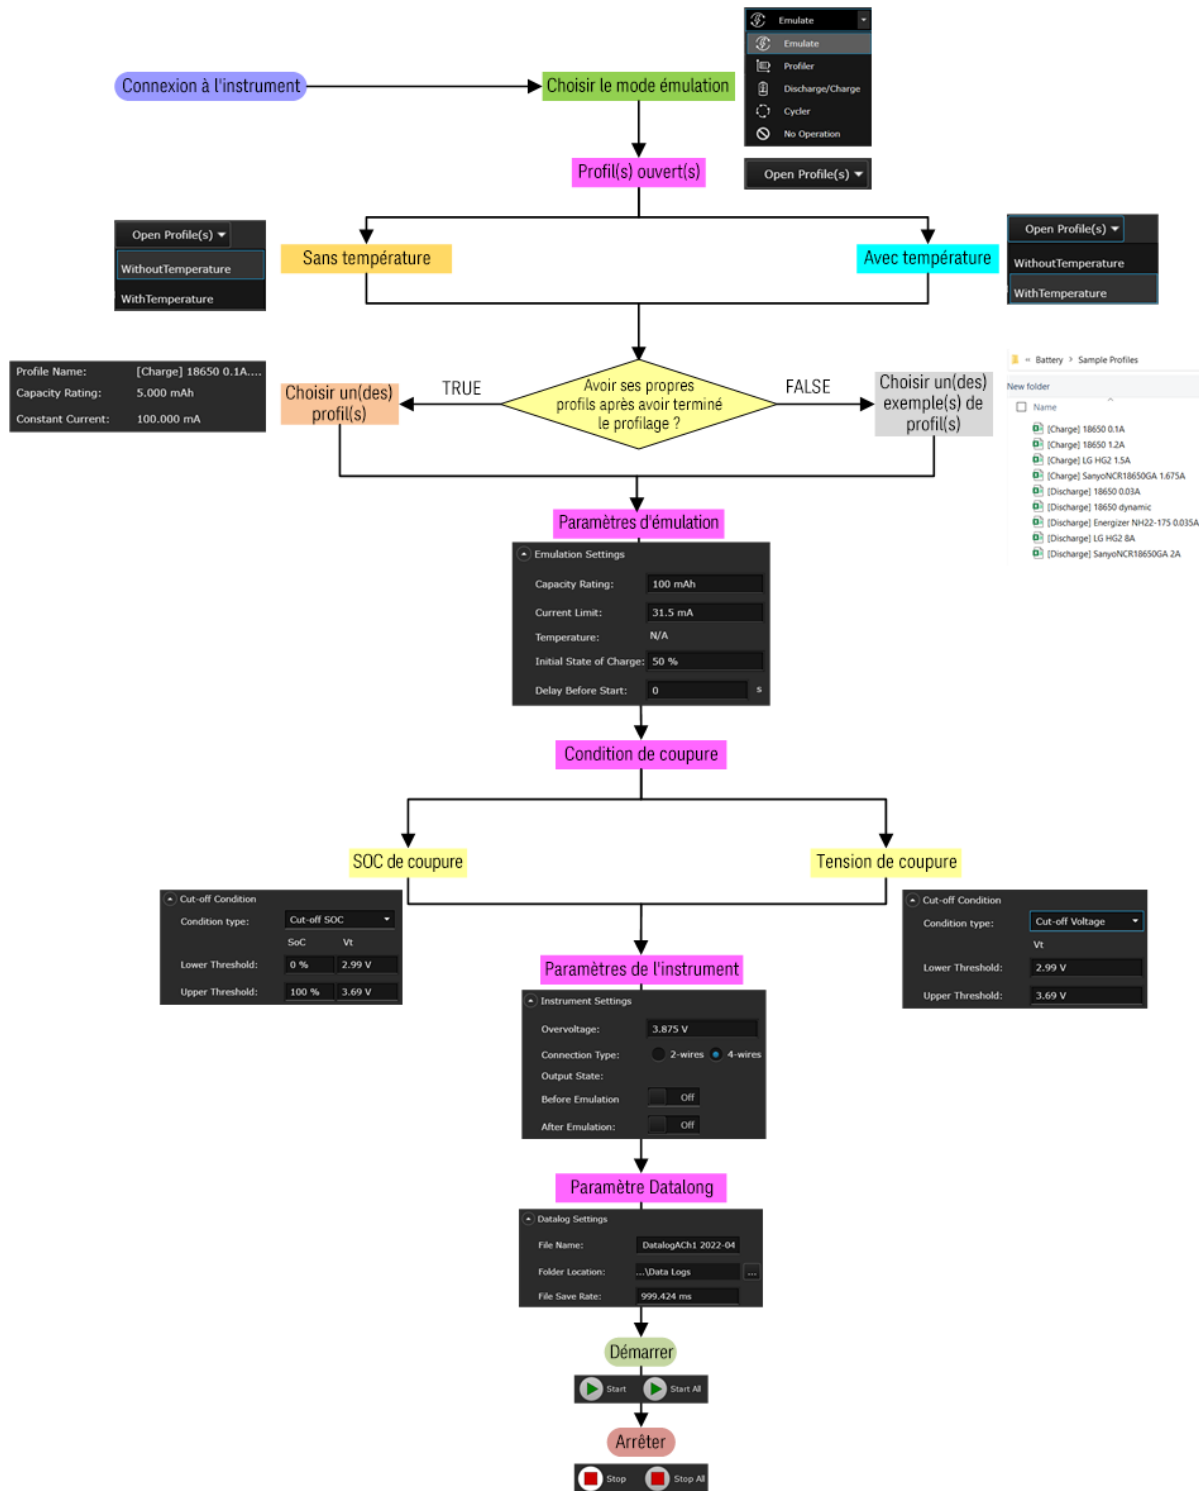 Emulate
Emulate
Profiler
Discharge/Charge
Cycler
No Operation
Connexion à l'instrument
Choisir le mode émulation
Profil(s) ouvert(s)
Open Profile(s)
Open Profile(s)
WithoutTemperature
WithTemperature
Sans température
Avec température
Open Profile(s)
WithoutTemperature
WithTemperature
Profile Name: [Charge] 18650 0.1A....
Capacity Rating: 5.000 mAh
Constant Current: 100.000 mA
Choisir un(des)
profil(s)
TRUE
Avoir ses propres
profils après avoir terminé
le profilage ?
FALSE
Choisir un(des)
exemple(s) de
profil(s)
« Battery > Sample Profiles
New folder
Name
[Charge] 18650 0.1A
[Charge] 18650 1.2A
[Charge] LG HG2 1.5A
[Charge] SanyoNCR18650GA 1.675A
[Discharge] 18650 0.03A
[Discharge] 18650 dynamic
[Discharge] Energizer NH22-175 0.035A
[Discharge] LG HG2 8A
[Discharge] SanyoNCR18650GA 2A
Paramètres d'émulation
Emulation Settings
Capacity Rating: 100 mAh
Current Limit: 31.5 mA
Temperature: N/A
Initial State of Charge: 50 %
Delay Before Start: 0 s
Condition de coupure
SOC de coupure
Tension de coupure
Cut-off Condition
Condition type: Cut-off SOC
SoC Vt
Lower Threshold: 0 % 2.99 V
Upper Threshold: 100 % 3.69 V
Cut-off Condition
Condition type: Cut-off Voltage
Vt
Lower Threshold: 2.99 V
Upper Threshold: 3.69 V
Paramètres de l'instrument
Instrument Settings
Overvoltage: 3.875 V
Connection Type: 2-wires 4-wires
Output State:
Before Emulation Off
After Emulation: Off
Paramètre Datalong
Datalog Settings
File Name: DatalogACh1 2022-04
Folder Location: ...\Data Logs ...
File Save Rate: 999.424 ms
Démarrer
Start Start All
Arrêter
Stop Stop All